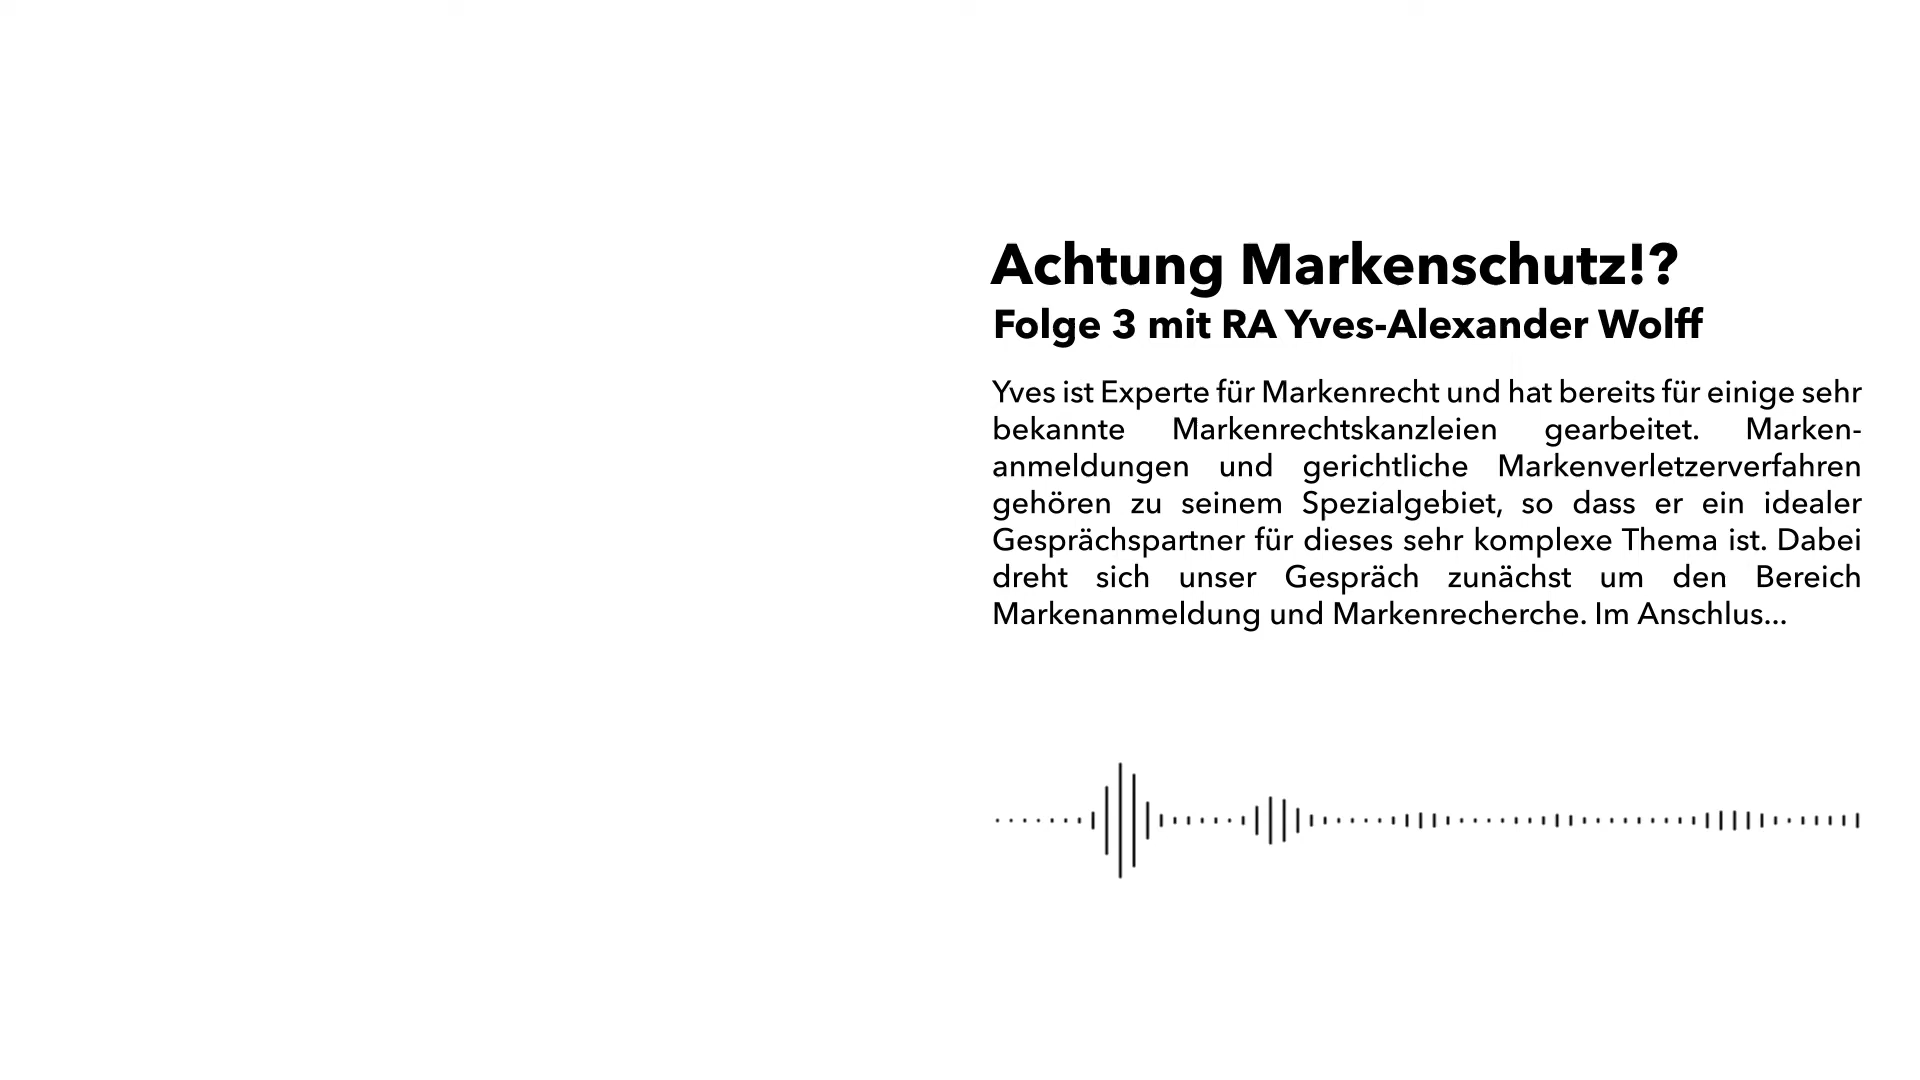 Achtung Markenschutz!?
Folge 3 mit RA Yves-Alexander Wolff
Yves ist Experte für Markenrecht und hat bereits für einige sehr
bekannte Markenrechtskanzleien gearbeitet. Marken-
anmeldungen und gerichtliche Markenverletzerverfahren
gehören zu seinem Spezialgebiet, so dass er ein idealer
Gesprächspartner für dieses sehr komplexe Thema ist. Dabei
dreht sich unser Gespräch zunächst um den Bereich
Markenanmeldung und Markenrecherche. Im Anschlus...